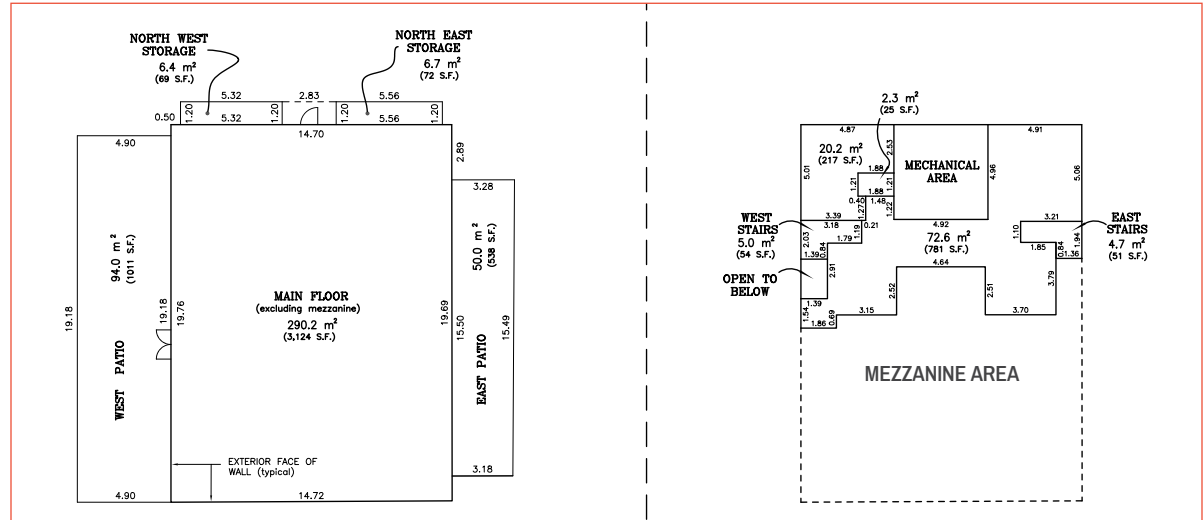 NORTH WEST
STORAGE
6.4 m²
(69 S.F.)
NORTH EAST
STORAGE
6.7 m²
(72 S.F.)
5.32
2.83
5.56
0.50
1.20
5.32
1.20
1.20
5.56
1.20
14.70
4.90
2.89
3.28
19.18
94.0 m²
(1011 S.F.)
WEST PATIO
19.18
19.76
MAIN FLOOR
(excluding mezzanine)
290.2 m²
(3,124 S.F.)
19.69
15.50
50.0 m²
(538 S.F.)
EAST PATIO
15.49
EXTERIOR FACE OF
WALL (typical)
3.18
4.90
14.72
2.3 m²
(25 S.F.)
4.87
4.91
20.2 m²
(217 S.F.)
2.53
MECHANICAL
AREA
5.01
1.88
1.21
1.21
1.88
4.96
5.06
0.40
1.48
1.27
1.22
WEST
STAIRS
5.0 m²
(54 S.F.)
3.39
3.18
0.21
4.92
3.21
EAST
STAIRS
4.7 m²
(51 S.F.)
2.03
1.19
1.79
0.84
72.6 m²
(781 S.F.)
1.10
1.85
1.94
0.84
1.36
1.39
OPEN TO
BELOW
2.91
4.64
3.79
1.39
2.52
2.51
1.54
0.69
1.86
3.15
3.70
MEZZANINE AREA